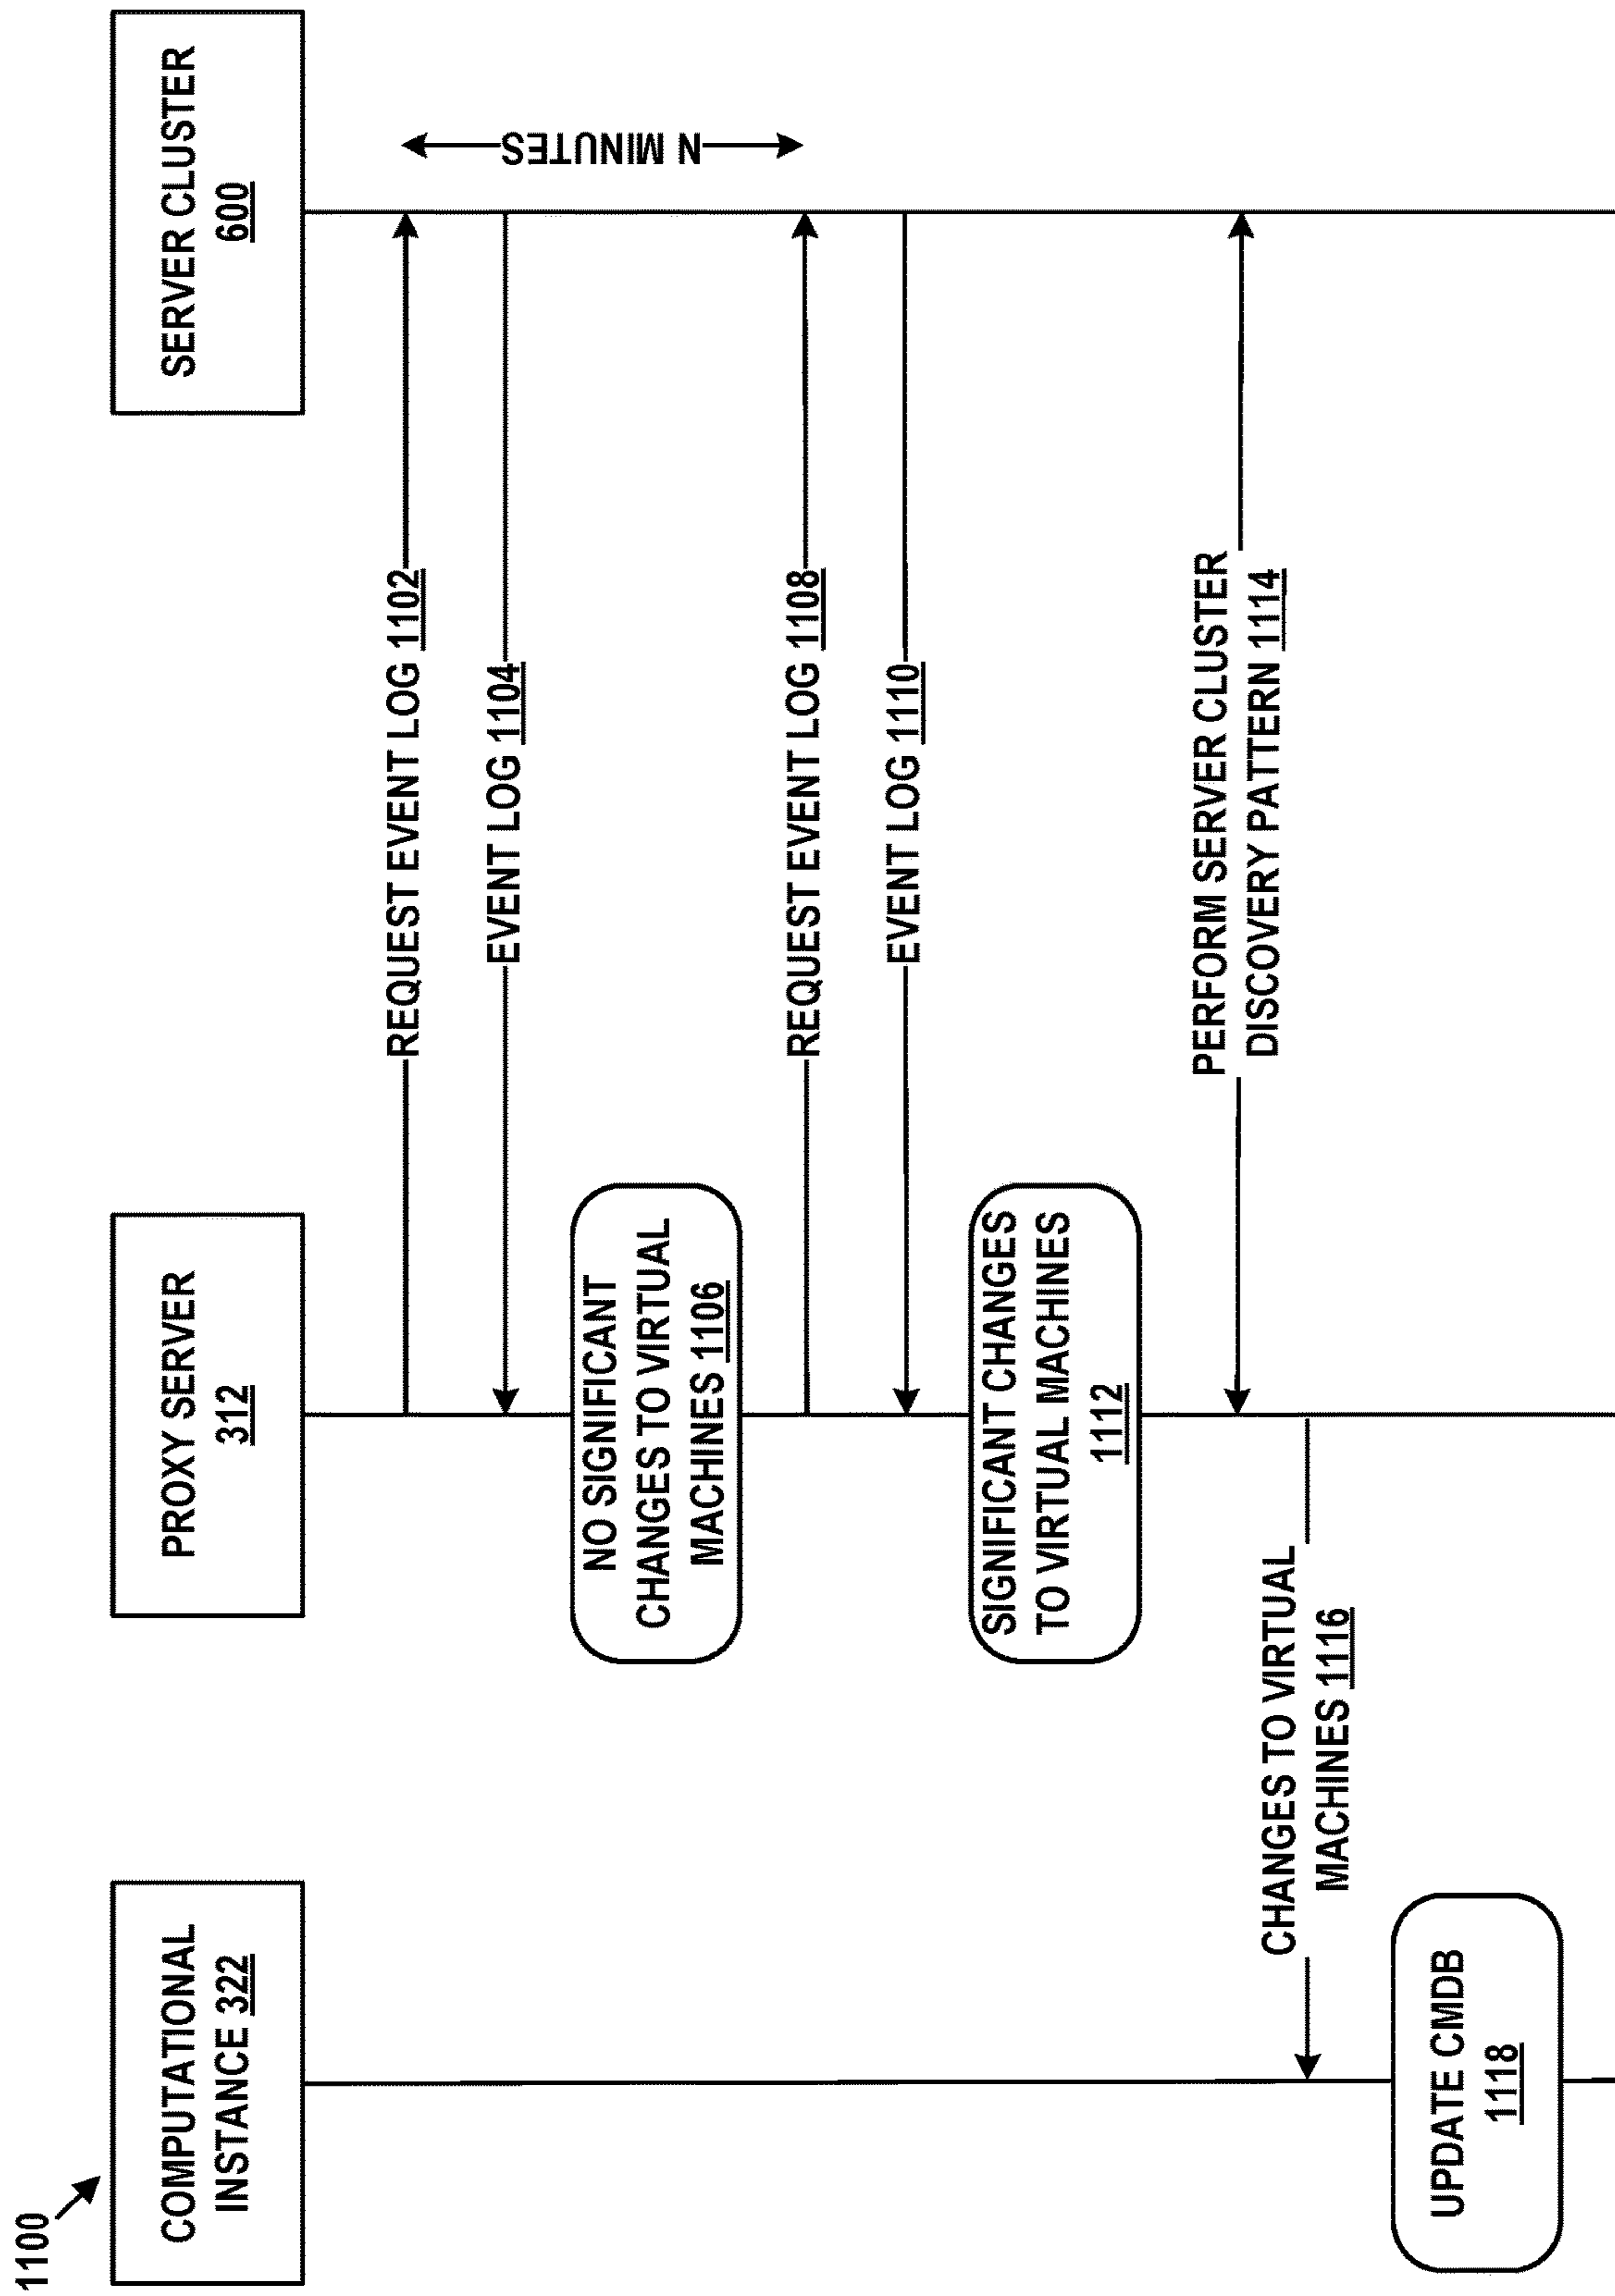 1100
COMPUTATIONAL
INSTANCE 322
PROXY SERVER
312
SERVER CLUSTER
600
REQUEST EVENT LOG 1102
N MINUTES
EVENT LOG 1104
NO SIGNIFICANT
CHANGES TO VIRTUAL
MACHINES 1106
REQUEST EVENT LOG 1108
EVENT LOG 1110
SIGNIFICANT CHANGES
TO VIRTUAL MACHINES
1112
PERFORM SERVER CLUSTER
DISCOVERY PATTERN 1114
CHANGES TO VIRTUAL
MACHINES 1116
UPDATE CMDB
1118